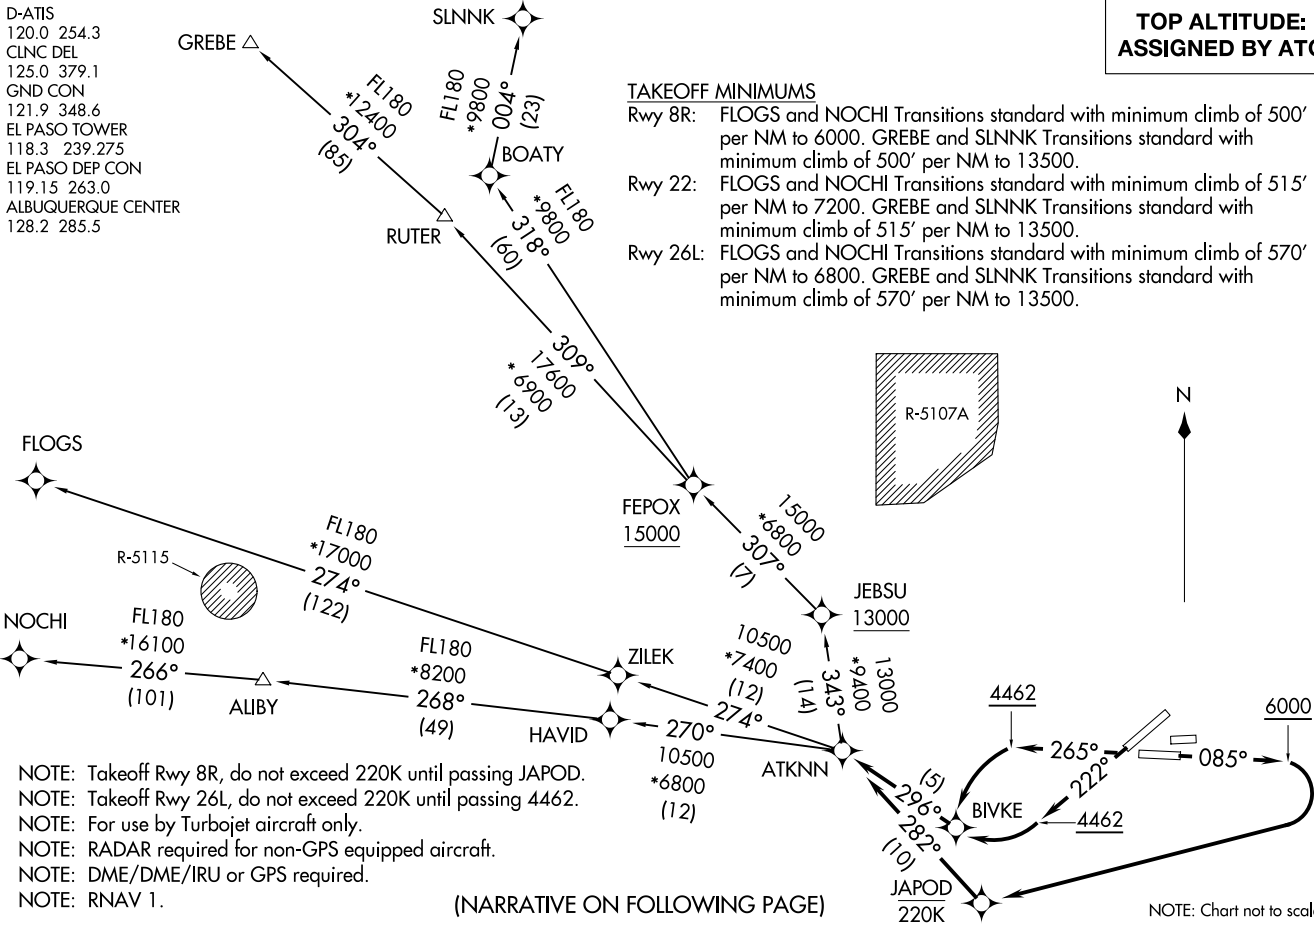 D-ATIS
120.0 254.3
CLNC DEL
125.0 379.1
GND CON
121.9 348.6
EL PASO TOWER
118.3 239.275
EL PASO DEP CON
119.15 263.0
ALBUQUERQUE CENTER
128.2 285.5
TOP ALTITUDE:
ASSIGNED BY ATC
TAKEOFF MINIMUMS
Rwy 8R: FLOGS and NOCHI Transitions standard with minimum climb of 500'
per NM to 6000. GREBE and SLNNK Transitions standard with
minimum climb of 500' per NM to 13500.
Rwy 22: FLOGS and NOCHI Transitions standard with minimum climb of 515'
per NM to 7200. GREBE and SLNNK Transitions standard with
minimum climb of 515' per NM to 13500.
Rwy 26L: FLOGS and NOCHI Transitions standard with minimum climb of 570'
per NM to 6800. GREBE and SLNNK Transitions standard with
minimum climb of 570' per NM to 13500.
SLNNK
GREBE
FL180
*9800
004°
(23)
FL180
*12400
304°
(85)
BOATY
FL180
*9800
318°
(60)
RUTER
309°
17600
*6900
(13)
R-5107A
N
FLOGS
FEPOX
15000
15000
*6800
307°
(7)
FL180
*17000
274°
(122)
R-5115
JEBSU
13000
NOCHI
FL180
*16100
266°
(101)
ALIBY
FL180
*8200
268°
(49)
ZILEK
HAVID
10500
*7400
(12)
274°
13000
*9400
343°
(14)
270°
10500
*6800
(12)
ATKNN
4462
6000
265°
085°
222°
4462
(5)
296°
BIVKE
282°
(10)
JAPOD
220K
NOTE: Takeoff Rwy 8R, do not exceed 220K until passing JAPOD.
NOTE: Takeoff Rwy 26L, do not exceed 220K until passing 4462.
NOTE: For use by Turbojet aircraft only.
NOTE: RADAR required for non-GPS equipped aircraft.
NOTE: DME/DME/IRU or GPS required.
NOTE: RNAV 1.
(NARRATIVE ON FOLLOWING PAGE)
NOTE: Chart not to scale